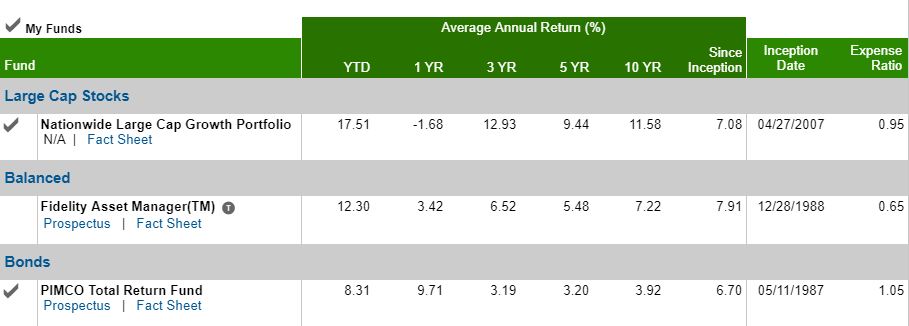 My Funds
Average Annual Return (%)
Fund YTD 1 YR 3 YR 5 YR 10 YR Since Inception Inception Date Expense Ratio
Large Cap Stocks
Nationwide Large Cap Growth Portfolio 17.51 -1.68 12.93 9.44 11.58 7.08 04/27/2007 0.95
N/A | Fact Sheet
Balanced
Fidelity Asset Manager(TM) T 12.30 3.42 6.52 5.48 7.22 7.91 12/28/1988 0.65
Prospectus | Fact Sheet
Bonds
PIMCO Total Return Fund 8.31 9.71 3.19 3.20 3.92 6.70 05/11/1987 1.05
Prospectus | Fact Sheet